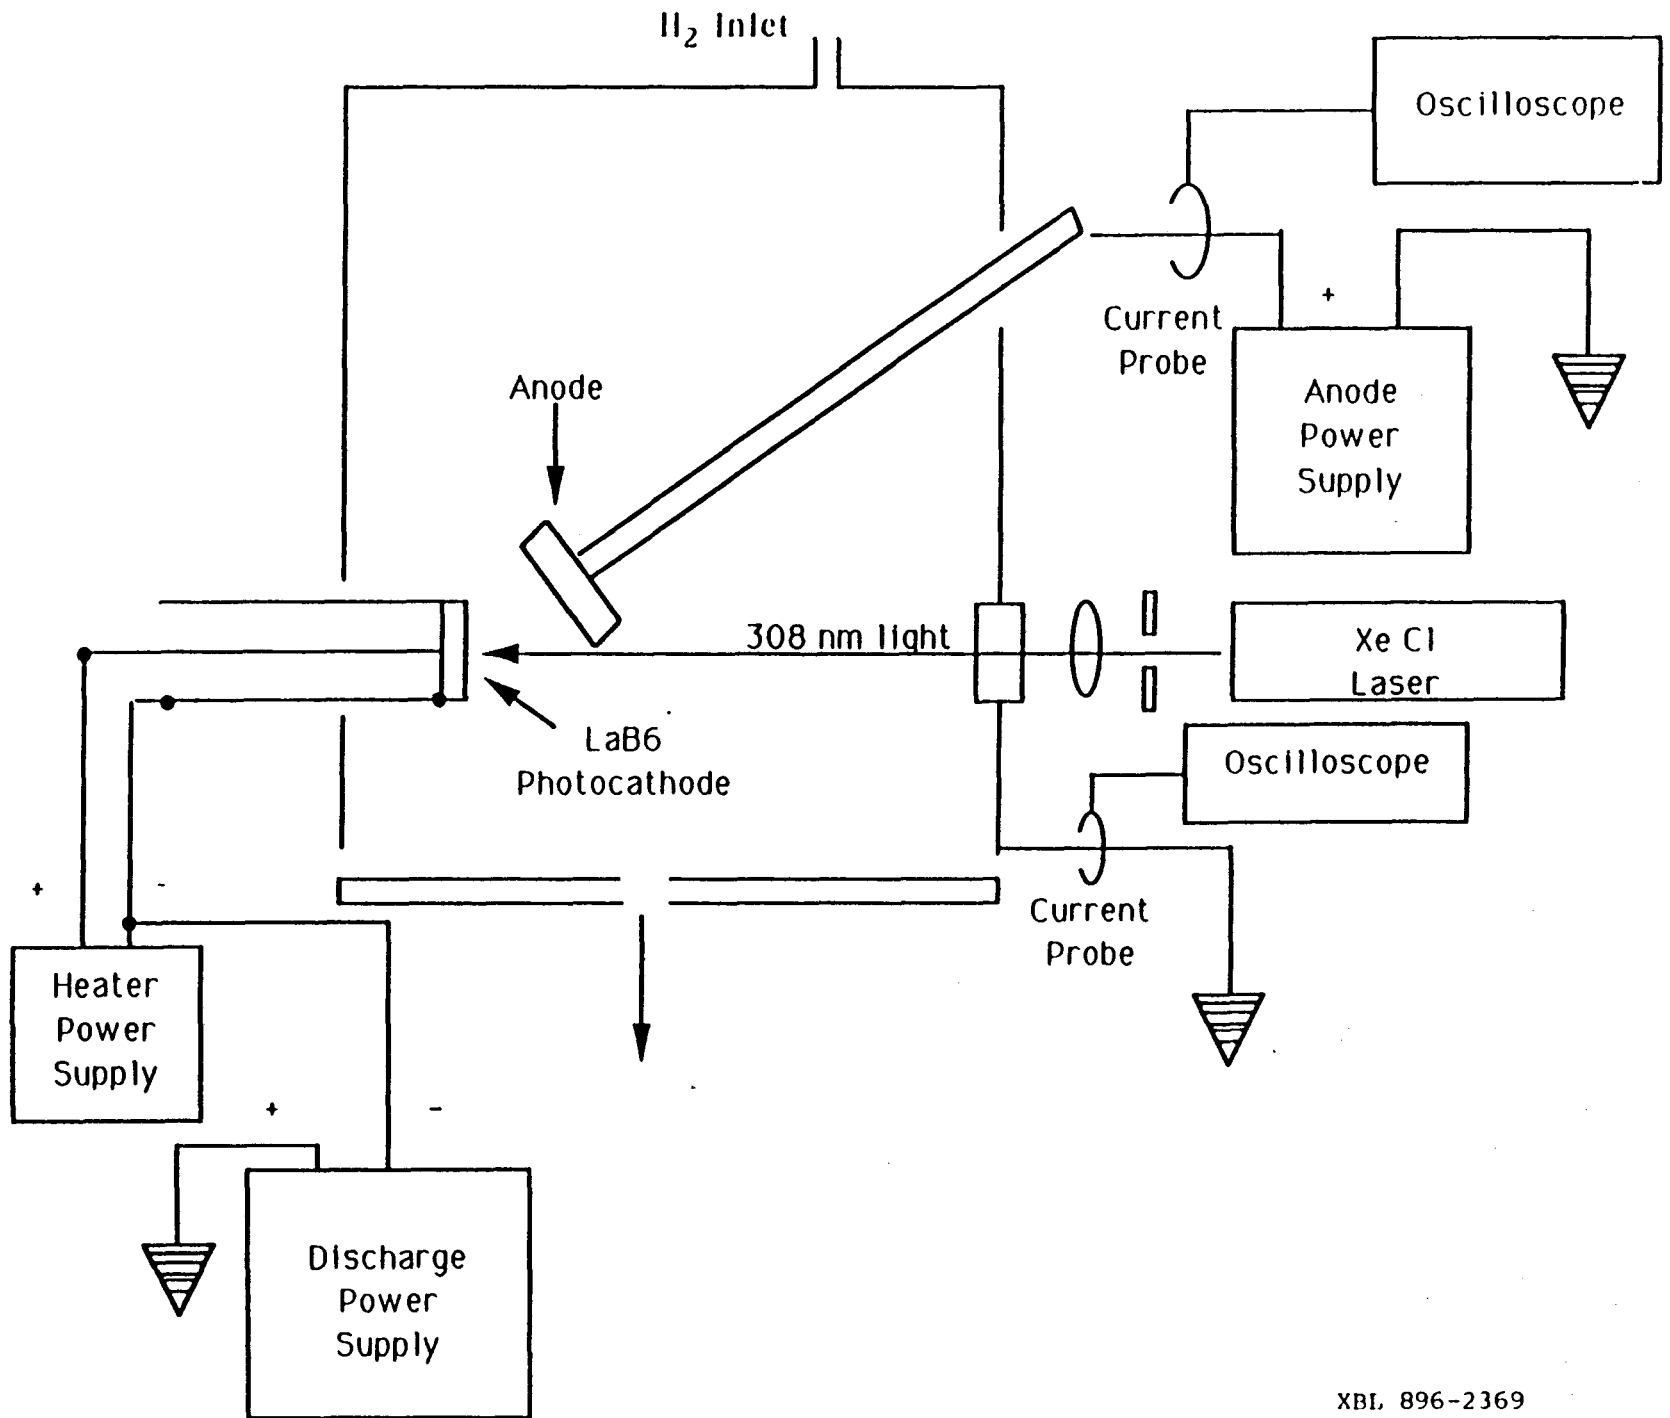 H2 Inlet
Oscilloscope
Current
Probe
+
Anode
Power
Supply
Anode
308 nm light
Xe Cl
Laser
LaB6
Photocathode
Oscilloscope
Current
Probe
+ -
Heater
Power
Supply
+ -
Discharge
Power
Supply
XBL 896-2369